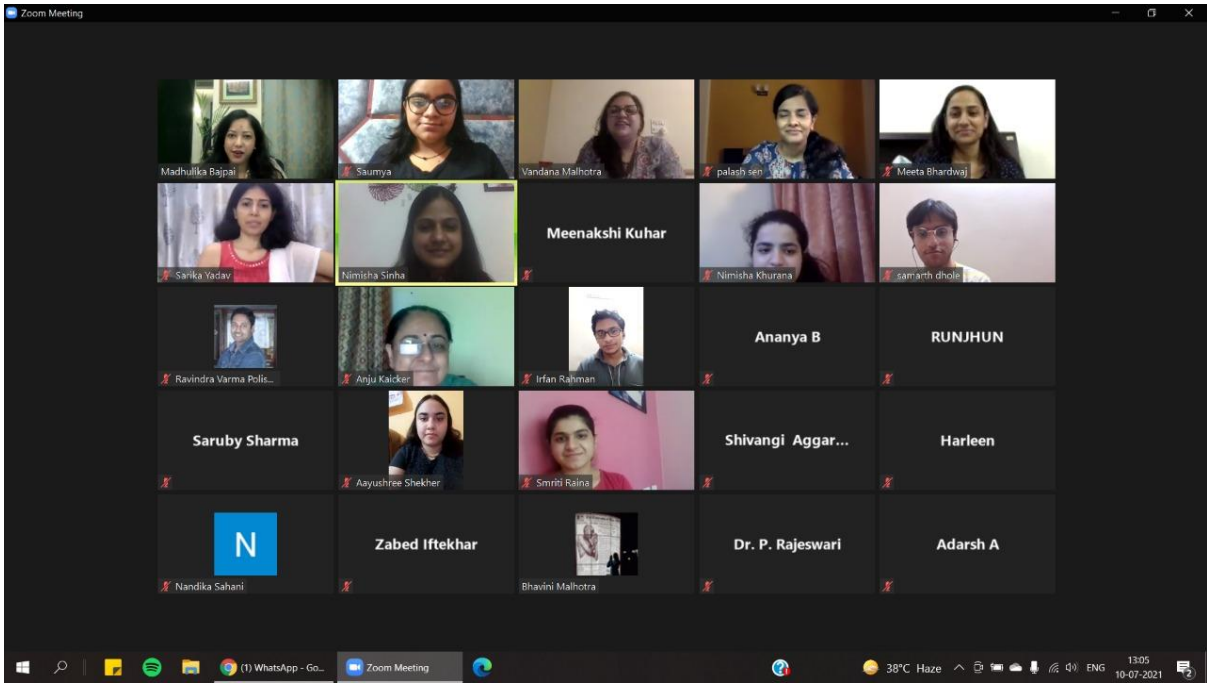 Zoom Meeting
Madhulika Bajpai
Saumya
Vandana Malhotra
palash sen
Meeta Bhardwaj
Sarika Yadav
Nimisha Sinha
Meenakshi Kuhar
Nimisha Khurana
samarth dhole
Ravindra Varma Polis...
Anju Kaicker
Irfan Rahman
Ananya B
RUNJHUN
Saruby Sharma
Aayushree Shekher
Smriti Raina
Shivangi Aggar...
Harleen
N
Nandika Sahani
Zabed Iftekhar
Bhavini Malhotra
Dr. P. Rajeswari
Adarsh A
(1) WhatsApp - Go...
Zoom Meeting
38°C Haze
ENG
13:05
10-07-2021
2